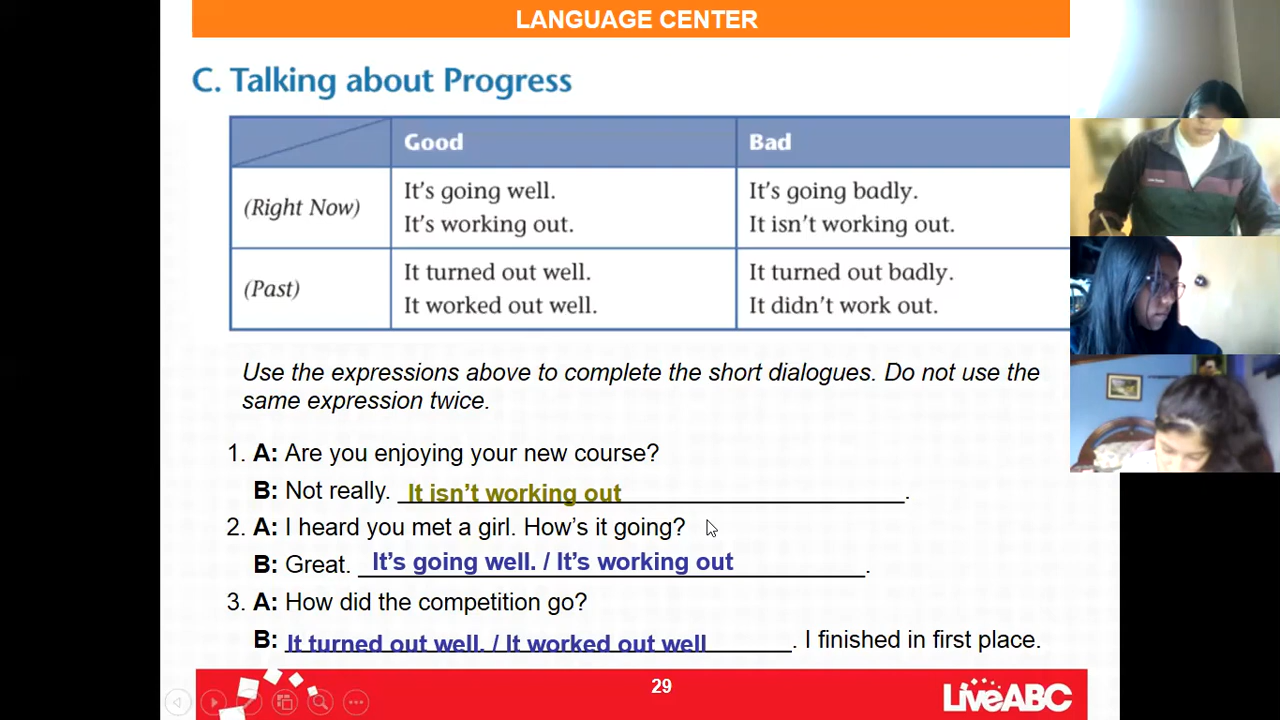 LANGUAGE CENTER
C. Talking about Progress
Good
Bad
(Right Now)
It's going well.
It's working out.
It's going badly.
It isn't working out.
(Past)
It turned out well.
It worked out well.
It turned out badly.
It didn't work out.
Use the expressions above to complete the short dialogues. Do not use the
same expression twice.
1. A: Are you enjoying your new course?
B: Not really. It isn't working out.
2. A: I heard you met a girl. How's it going?
B: Great. It's going well. / It's working out.
3. A: How did the competition go?
B: It turned out well. / It worked out well. I finished in first place.
29
LiveABC